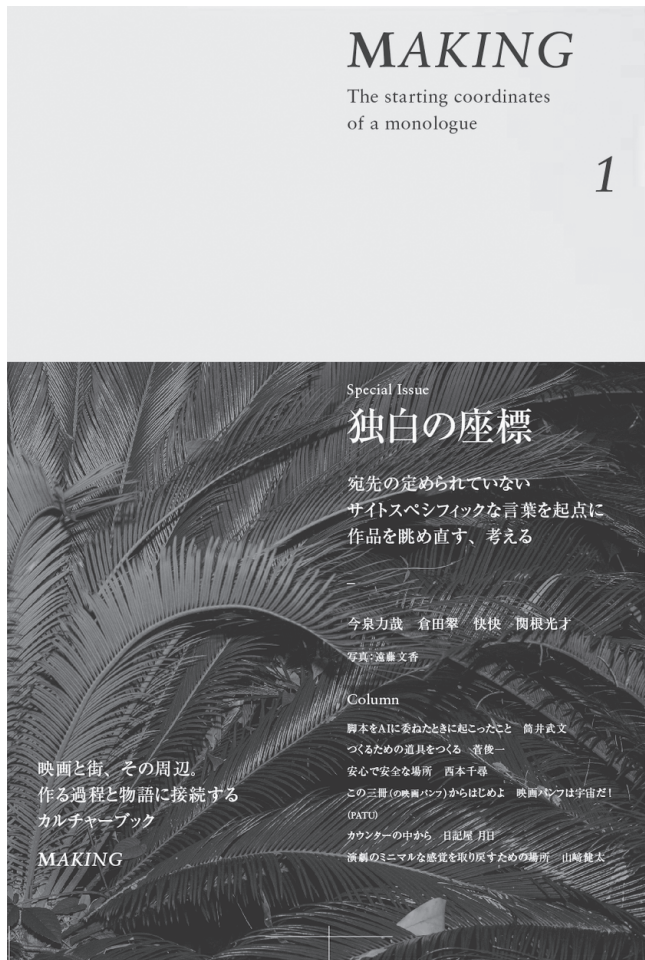 MAKING
The starting coordinates
of a monologue
1
Special Issue
独白の座標
宛先の定められていない
サイトスペシフィックな言葉を起点に
作品を眺め直す、考える
–
今泉力哉　倉田翠　快快　関根光才
写真：遠藤文香
Column
脚本をAIに委ねたときに起こったこと　筒井武文
つくるための道具をつくる　菅俊一
安心で安全な場所　西本千尋
この三冊（の映画パンフ）からはじめよ　映画パンフは宇宙だ！
（PATU）
カウンターの中から　日記屋 月日
演劇のミニマルな感覚を取り戻すための場所　山﨑健太
映画と街、その周辺。
作る過程と物語に接続する
カルチャーブック
MAKING